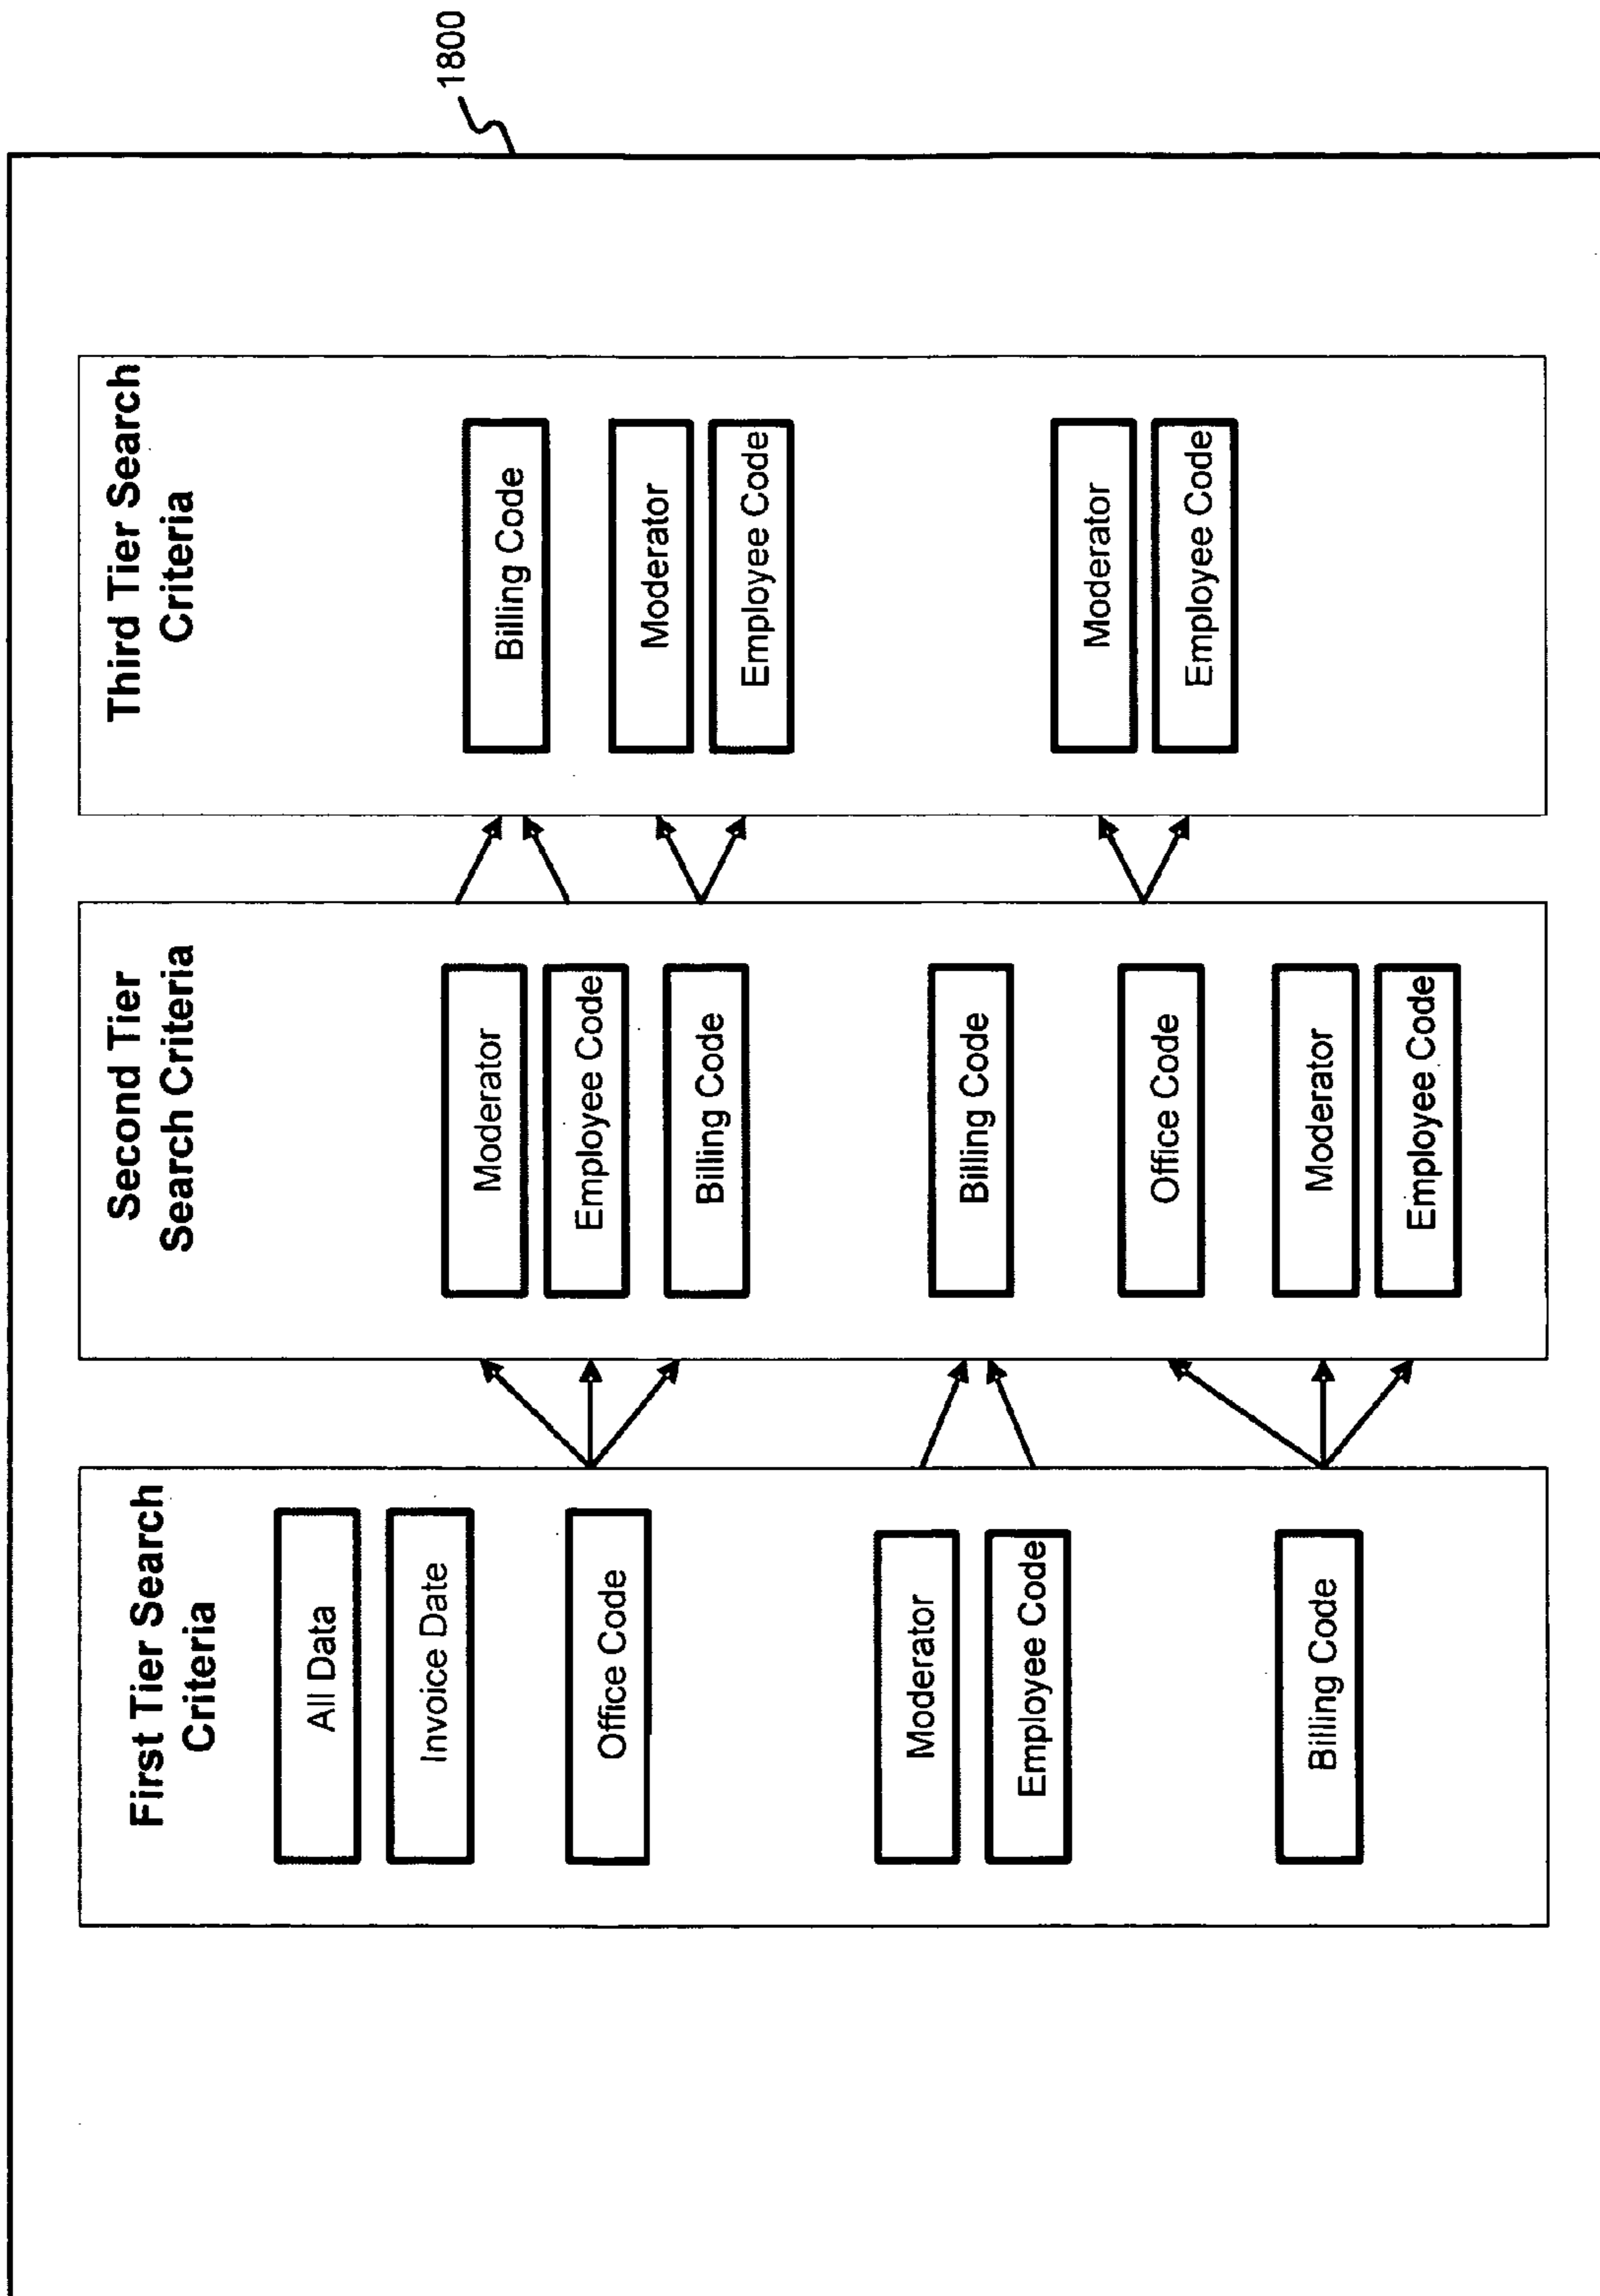 1800
First Tier Search
Criteria
All Data
Invoice Date
Office Code
Moderator
Employee Code
Billing Code
Second Tier
Search Criteria
Moderator
Employee Code
Billing Code
Billing Code
Office Code
Moderator
Employee Code
Third Tier Search
Criteria
Billing Code
Moderator
Employee Code
Moderator
Employee Code